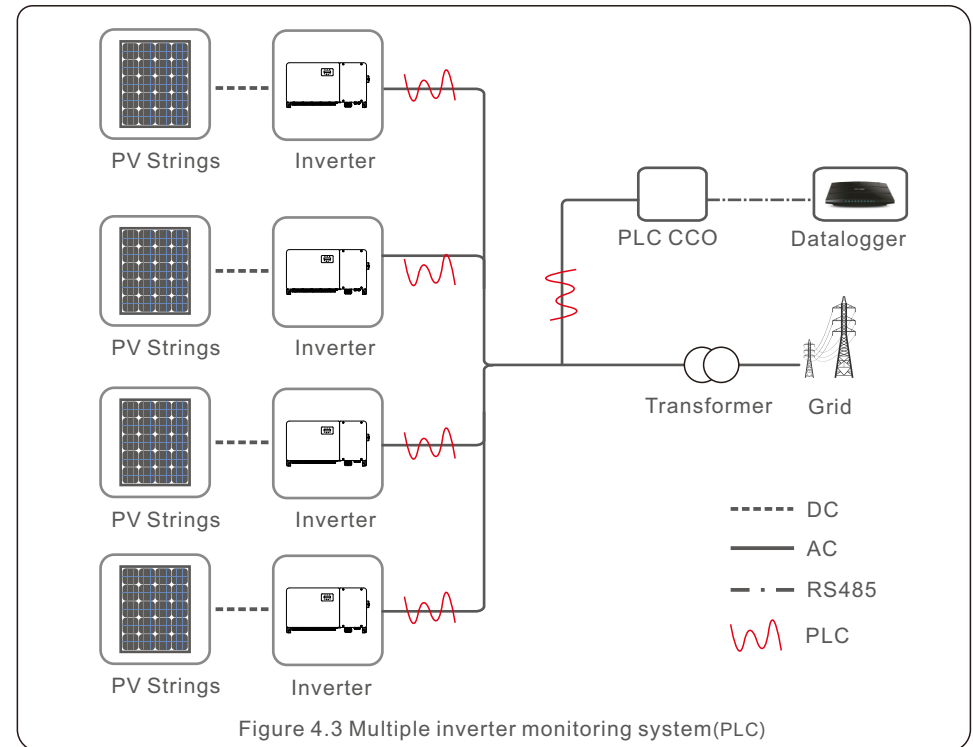 PV Strings
Inverter
PLC CCO
Datalogger
PV Strings
Inverter
Transformer
Grid
PV Strings
Inverter
DC
AC
RS485
PLC
PV Strings
Inverter
Figure 4.3 Multiple inverter monitoring system(PLC)